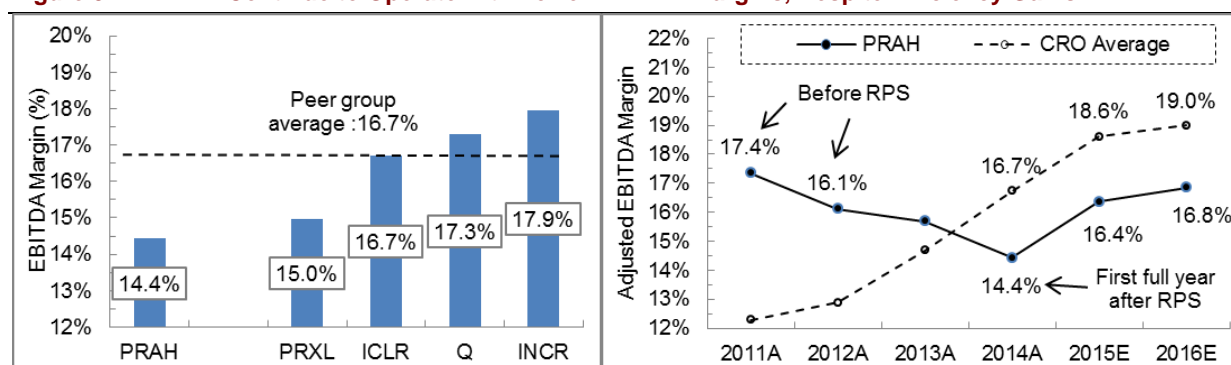 20%
19%
18%
17%
16%
15%
14%
13%
12%
EBITDA Margin (%)
Peer group
average :16.7%
14.4%
15.0%
16.7%
17.3%
17.9%
PRAH
PRXL
ICLR
Q
INCR
22%
21%
20%
19%
18%
17%
16%
15%
14%
13%
12%
Adjusted EBITDA Margin
PRAH
CRO Average
Before RPS
17.4%
16.1%
16.7%
18.6%
19.0%
14.4%
16.4%
16.8%
First full year
after RPS
2011A
2012A
2013A
2014A
2015E
2016E